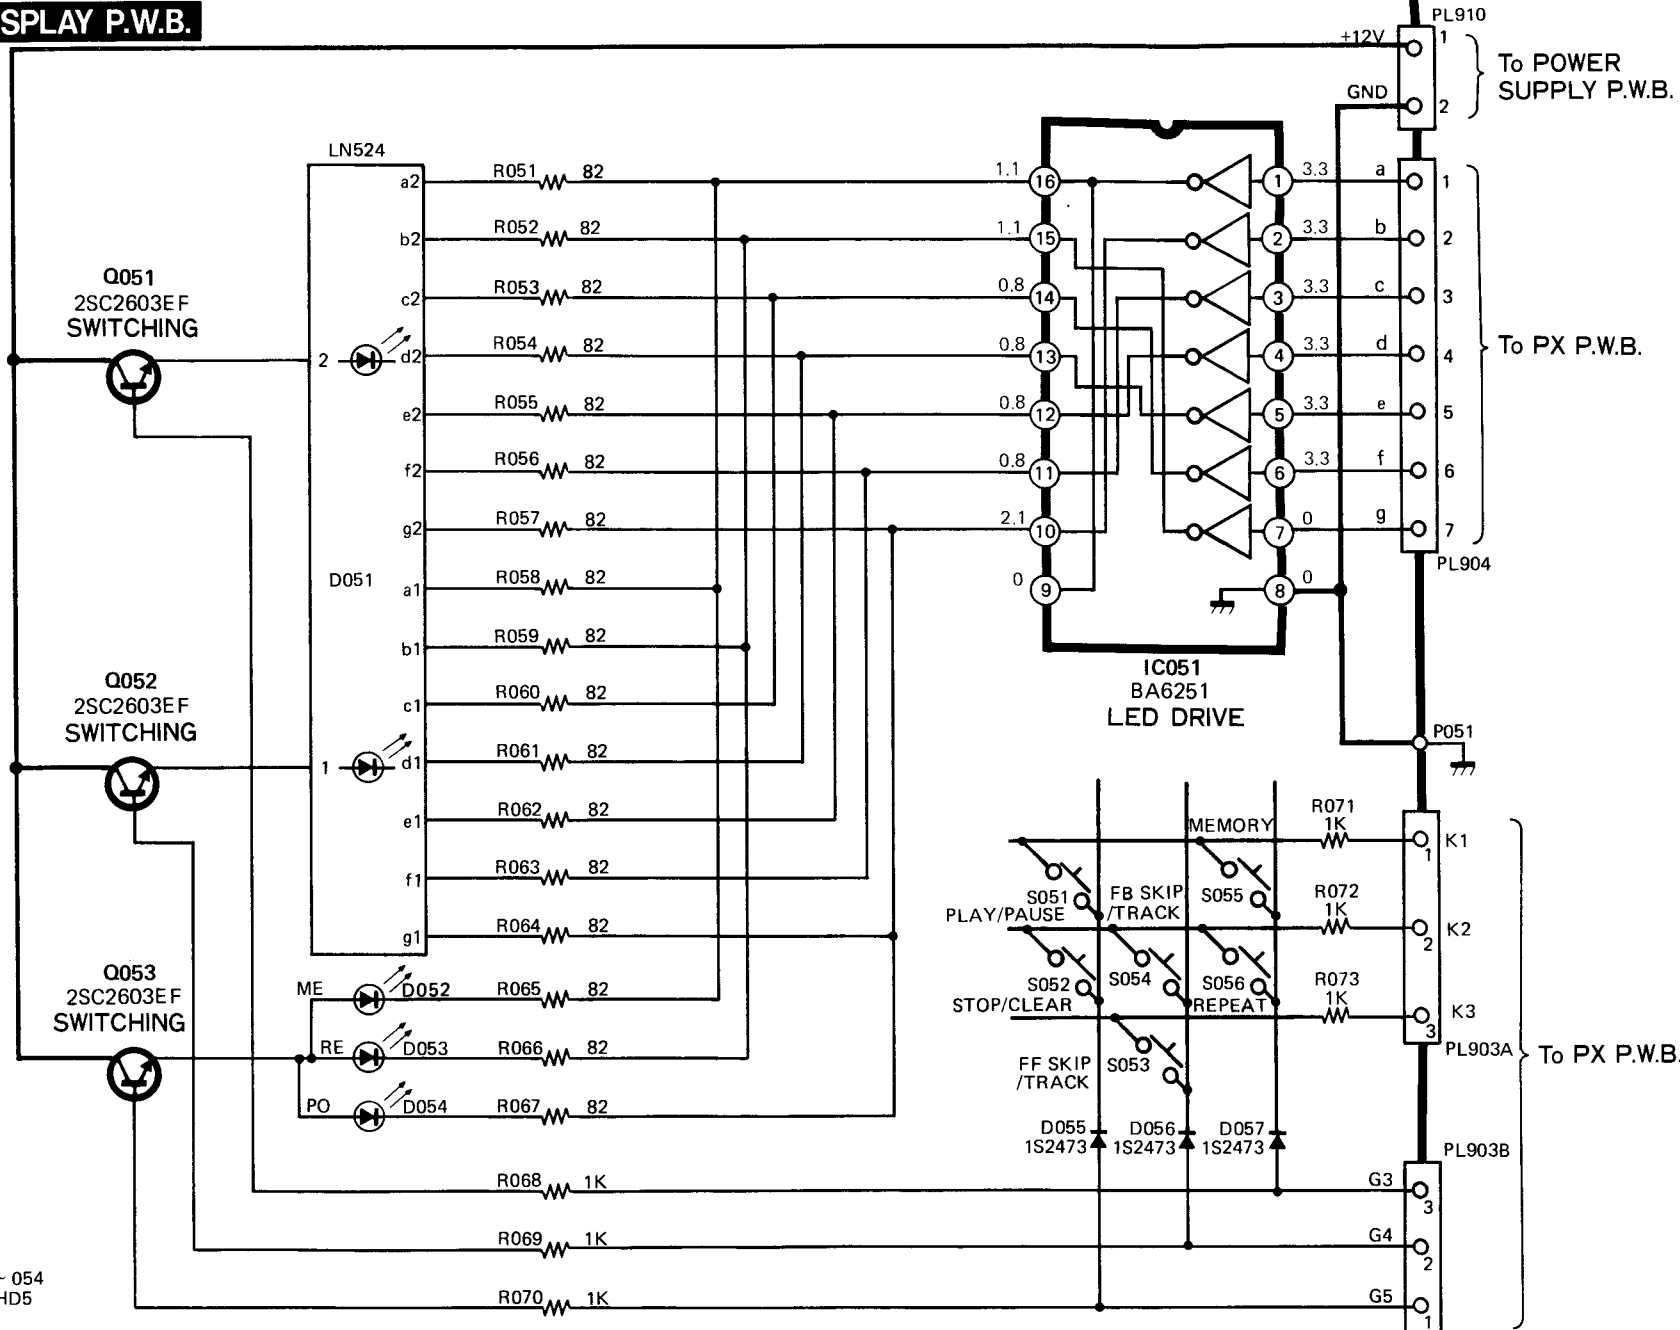 SPLAY P.W.B.
PL910
+12V
1
GND
2
To POWER
SUPPLY P.W.B.
LN524
D051
a2
b2
c2
2
d2
e2
f2
g2
a1
b1
c1
1
d1
e1
f1
g1
Q051
2SC2603EF
SWITCHING
Q052
2SC2603EF
SWITCHING
Q053
2SC2603EF
SWITCHING
R051 82
R052 82
R053 82
R054 82
R055 82
R056 82
R057 82
R058 82
R059 82
R060 82
R061 82
R062 82
R063 82
R064 82
ME D052 R065 82
RE D053 R066 82
PO D054 R067 82
R068 1K
R069 1K
R070 1K
1.1 16 1 3.3 a 1
1.1 15 2 3.3 b 2
0.8 14 3 3.3 c 3
0.8 13 4 3.3 d 4
0.8 12 5 3.3 e 5
0.8 11 6 3.3 f 6
2.1 10 7 0 g 7
0 9 8 0
To PX P.W.B.
PL904
IC051
BA6251
LED DRIVE
P051
MEMORY
R071
1K
1 K1
S051
PLAY/PAUSE
FB SKIP
/TRACK
S055
R072
1K
2 K2
S052
STOP/CLEAR
S054
S056
REPEAT
R073
1K
3 K3
PL903A
To PX P.W.B.
FF SKIP
/TRACK
S053
D055
1S2473
D056
1S2473
D057
1S2473
PL903B
G3 3
G4 2
G5 1
~ 054
HD5